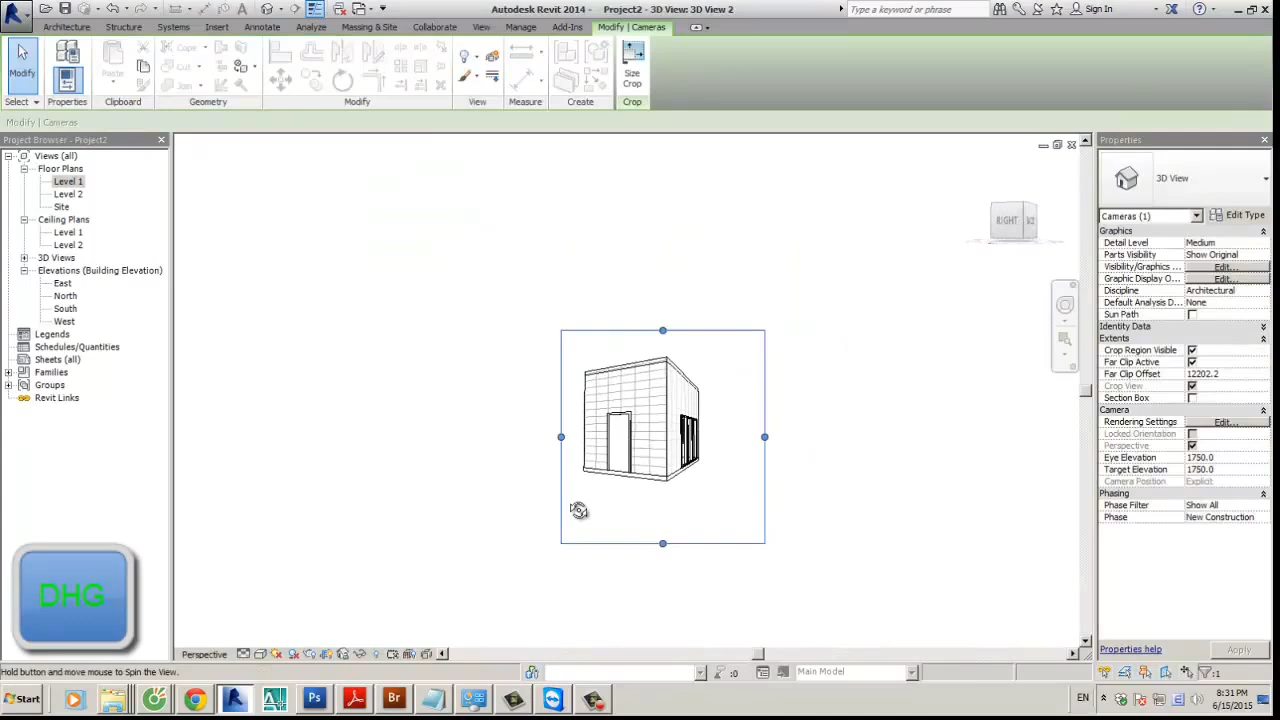 Autodesk Revit 2014 - Project2 - 3D View: 3D View 2
Type a keyword or phrase
Sign In
Architecture Structure Systems Insert Annotate Analyze Massing & Site Collaborate View Manage Add-Ins Modify | Cameras
Modify
Paste
Cope
Cut
Join
Size
Crop
Select Properties Clipboard Geometry Modify View Measure Create Crop
Modify | Cameras
Project Browser - Project2
Views (all)
Floor Plans
Level 1
Level 2
Site
Ceiling Plans
Level 1
Level 2
3D Views
Elevations (Building Elevation)
East
North
South
West
Legends
Schedules/Quantities
Sheets (all)
Families
Groups
Revit Links
RIGHT
Properties
3D View
Cameras (1)
Edit Type
Graphics
Detail Level Medium
Parts Visibility Show Original
Visibility/Graphics ... Edit...
Graphic Display O... Edit...
Discipline Architectural
Default Analysis D... None
Sun Path
Identity Data
Extents
Crop Region Visible
Far Clip Active
Far Clip Offset 12202.2
Crop View
Section Box
Camera
Rendering Settings Edit...
Locked Orientation
Perspective
Eye Elevation 1750.0
Target Elevation 1750.0
Camera Position Explicit
Phasing
Phase Filter Show All
Phase New Construction
Properties help
Apply
DHG
Perspective
Hold button and move mouse to Spin the View.
:0
Main Model
:1
Start
Ps
Br
EN
8:31 PM
6/15/2015